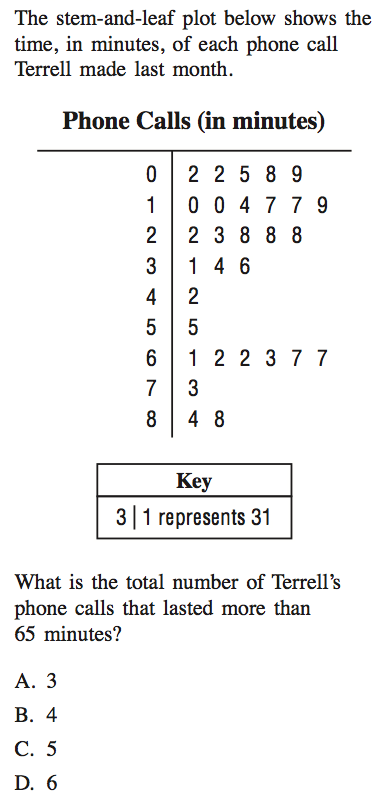 The stem-and-leaf plot below shows the
time, in minutes, of each phone call
Terrell made last month.
Phone Calls (in minutes)
0 | 2 2 5 8 9
1 | 0 0 4 7 7 9
2 | 2 3 8 8 8
3 | 1 4 6
4 | 2
5 | 5
6 | 1 2 2 3 7 7
7 | 3
8 | 4 8
Key
3 | 1 represents 31
What is the total number of Terrell's
phone calls that lasted more than
65 minutes?
A. 3
B. 4
C. 5
D. 6